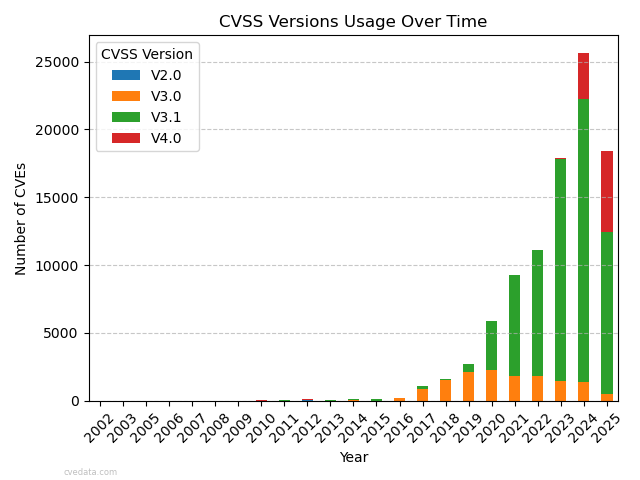 CVSS Versions Usage Over Time
CVSS Version
V2.0
V3.0
V3.1
V4.0
Number of CVEs
25000
20000
15000
10000
5000
0
2002 2003 2005 2006 2007 2008 2009 2010 2011 2012 2013 2014 2015 2016 2017 2018 2019 2020 2021 2022 2023 2024 2025
Year
cvedata.com